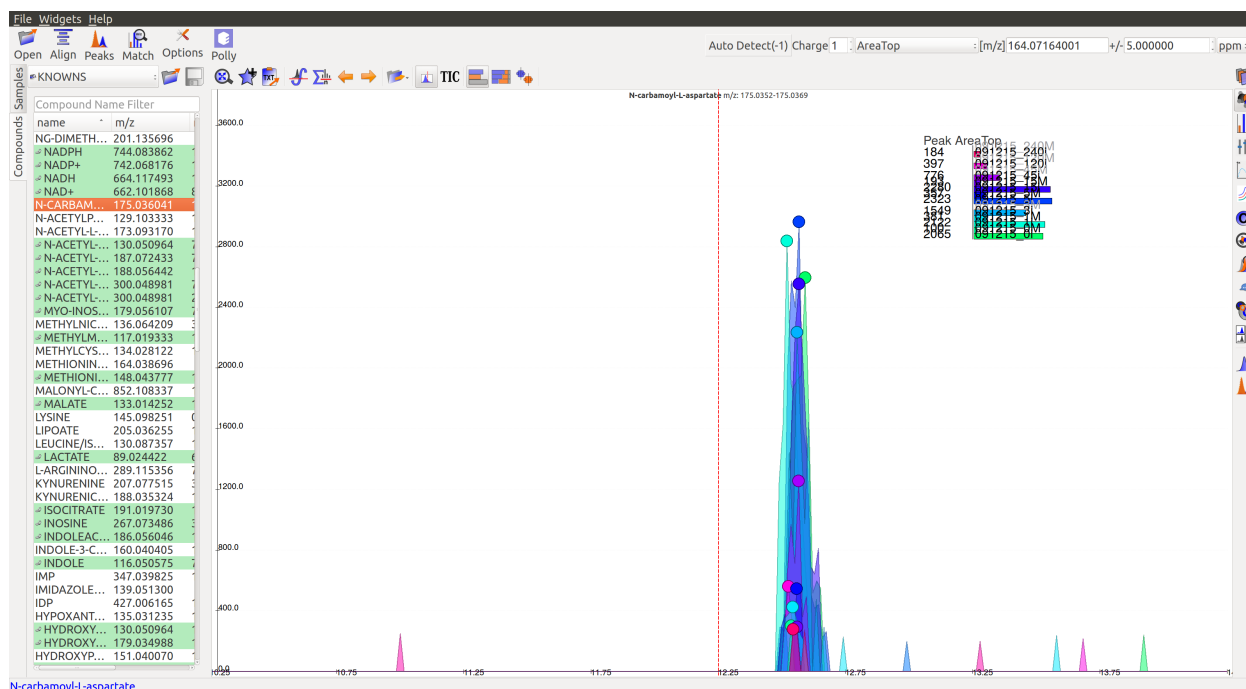 File Widgets Help
Open Align Peaks Match Options Polly
Auto Detect(-1) Charge 1 AreaTop [m/z] 164.07164001 +/- 5.000000 ppm
Samples
Compounds
KNOWNS
TXT
TIC
Compound Name Filter
name m/z
NG-DIMETH... 201.135696
NADPH 744.083862
NADP+ 742.068176
NADH 664.117493
NAD+ 662.101868
N-CARBAM... 175.036041
N-ACETYLP... 129.103333
N-ACETYL-L-... 173.093170
N-ACETYL-... 130.050964
N-ACETYL-... 187.072433
N-ACETYL-... 188.056442
N-ACETYL-... 300.048981
N-ACETYL-... 300.048981
MYO-INOS... 179.056107
METHYLNIC... 136.064209
METHYLM... 117.019333
METHYLCYS... 134.028122
METHIONIN... 164.038696
METHIONI... 148.043777
MALONYL-C... 852.108337
MALATE 133.014252
LYSINE 145.098251
LIPOATE 205.036255
LEUCINE/IS... 130.087357
LACTATE 89.024422
L-ARGININO... 289.115356
KYNURENINE 207.077515
KYNURENIC... 188.035324
ISOCITRATE 191.019730
INOSINE 267.073486
INDOLEAC... 186.056046
INDOLE-3-C... 160.040405
INDOLE 116.050575
IMP 347.039825
IMIDAZOLE... 139.051300
IDP 427.006165
HYPOXANT... 135.031235
HYDROXY... 130.050964
HYDROXY... 179.034988
HYDROXYP... 151.040070
N-carbamoyl-L-aspartate m/z: 175.0352-175.0369
3600.0
3200.0
2800.0
2400.0
2000.0
1600.0
1200.0
800.0
400.0
0.0
10.25 10.75 11.25 11.75 12.25 12.75 13.25 13.75
Peak AreaTop
184 091215_240i
397 091215_120i
776 091215_45i
2323
1549
2065 091215_0i
N-carbamoyl-L-aspartate